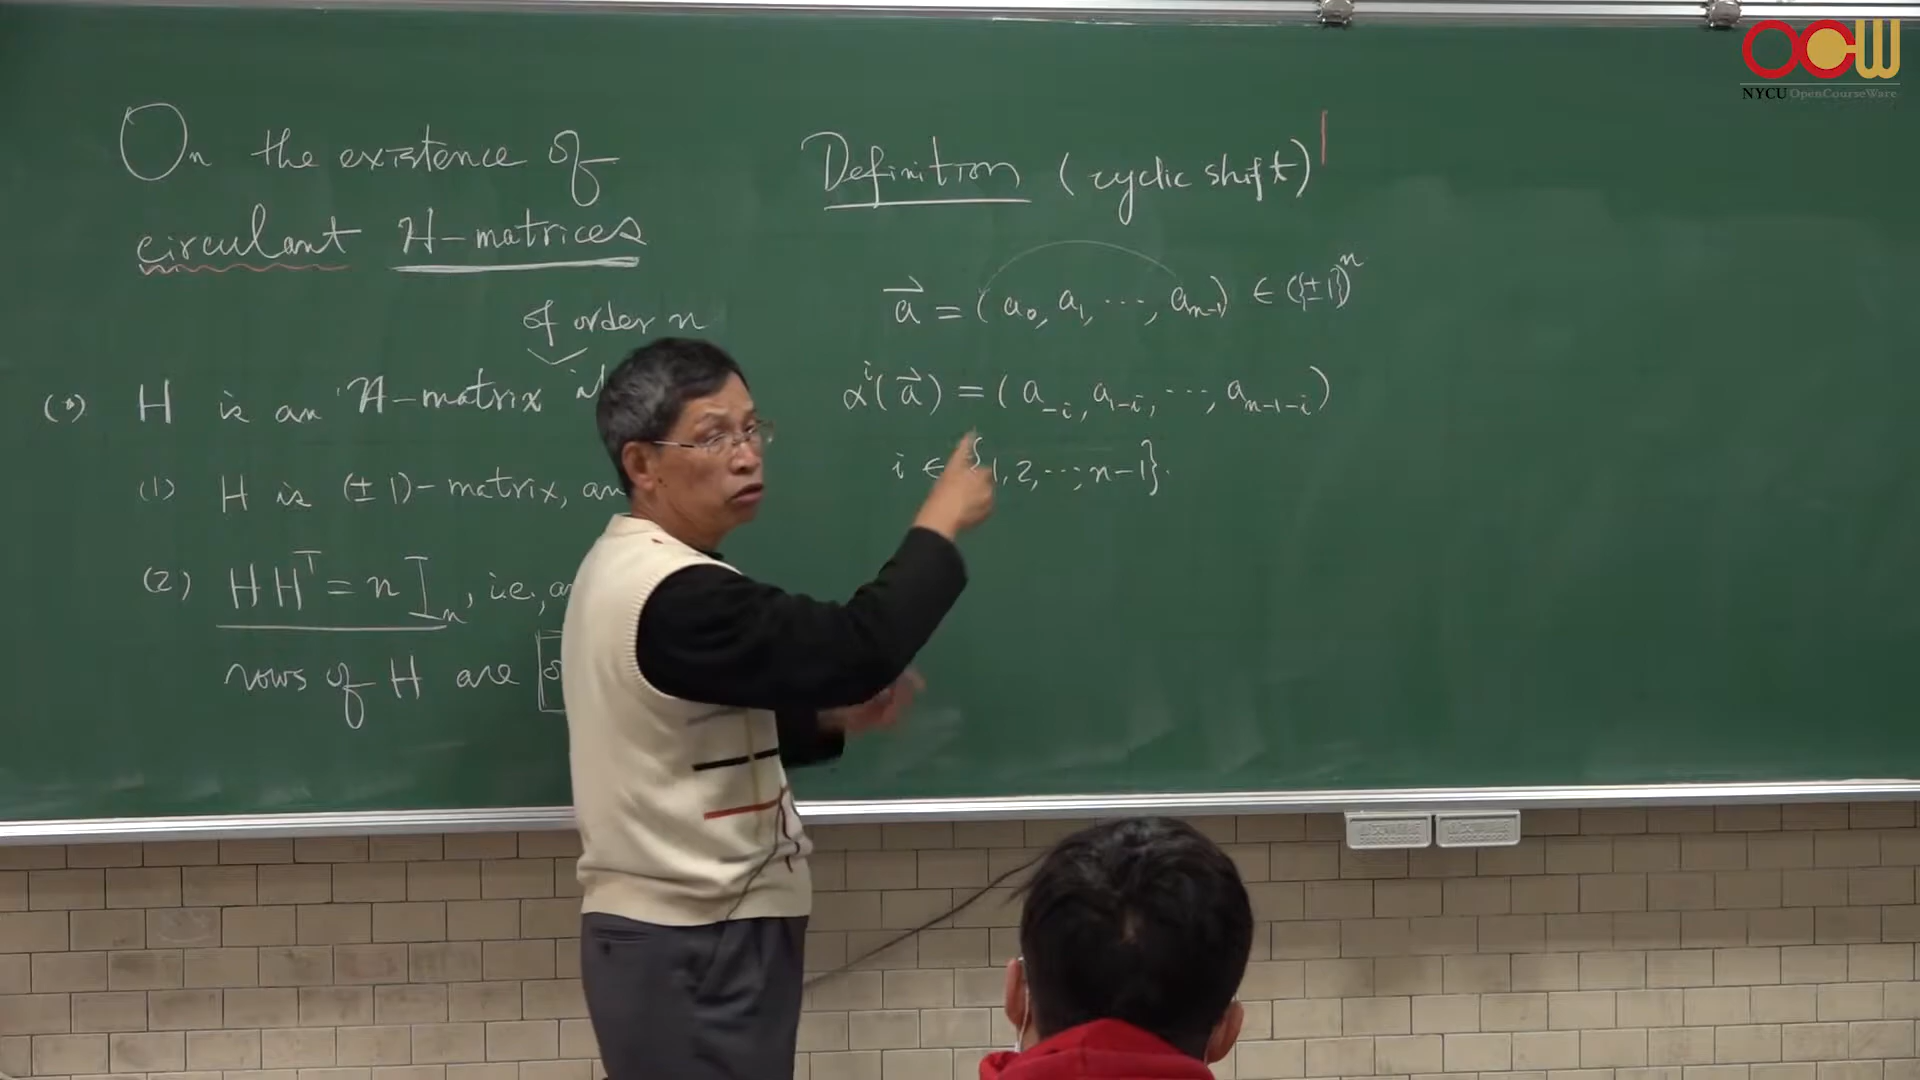 On the existence of
circulant H-matrices
of order n
(*) H is an H-matrix
(1) H is (±1)-matrix, an
(2) HHᵀ = n Iₙ, i.e.,
rows of H are
Definition (cyclic shift)
a⃗ = (a₀, a₁, ⋯, aₙ₋₁) ∈ ({±1})ⁿ
αⁱ(a⃗) = (a₋ᵢ, a₁₋ᵢ, ⋯, aₙ₋₁₋ᵢ)
i ∈ {1, 2, ⋯, n−1}.
OCW
NYCU OpenCourseWare